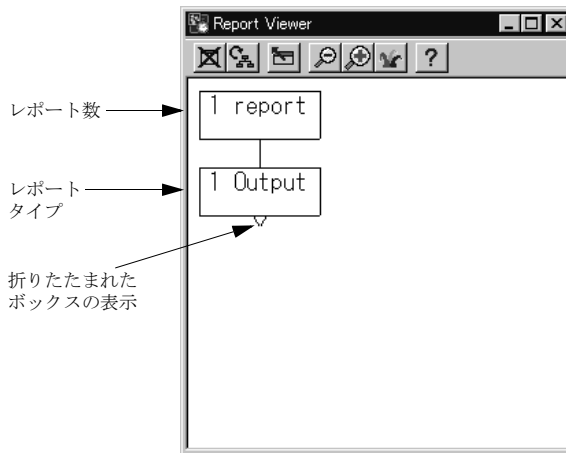 Report Viewer
?
レポート数
1 report
レポート
タイプ
1 Output
折りたたまれた
ボックスの表示